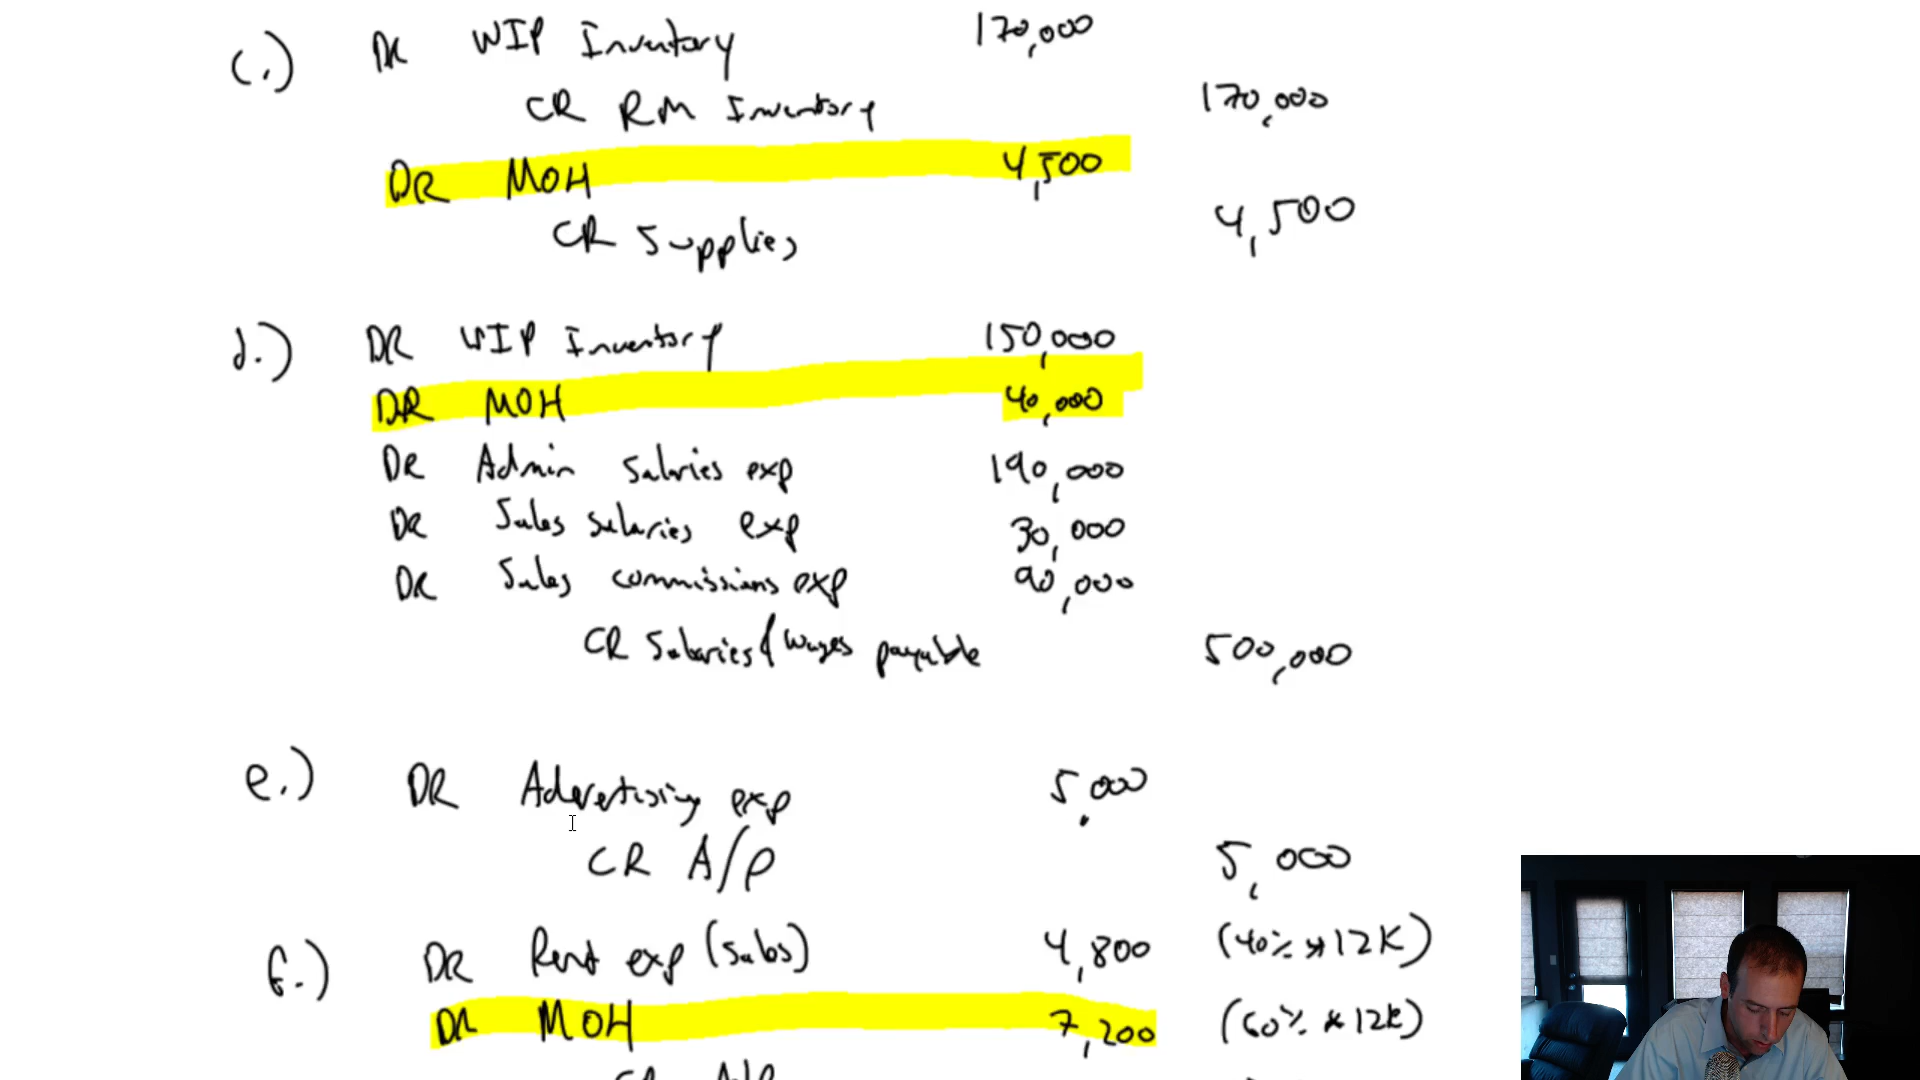 c.) DR WIP Inventory 170,000
CR RM Inventory 170,000
DR MOH 4,500
CR Supplies 4,500
d.) DR WIP Inventory 150,000
DR MOH 40,000
DR Admin Salaries exp 190,000
DR Sales salaries exp 30,000
DR Sales commissions exp 90,000
CR Salaries & Wages payable 500,000
e.) DR Advertising exp 5,000
CR A/P 5,000
f.) DR Rent exp (sales) 4,800 (40% * 12K)
DR MOH 7,200 (60% * 12K)
CR A/P